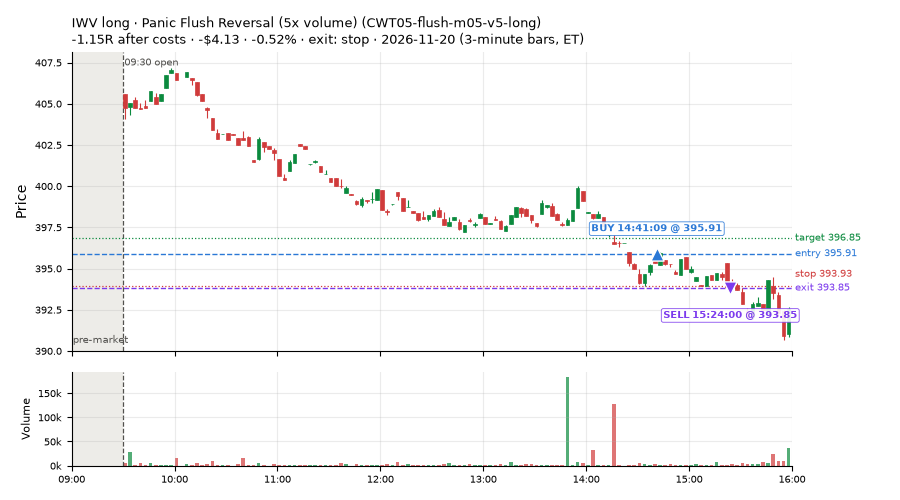 IWV long · Panic Flush Reversal (5x volume) (CWT05-flush-m05-v5-long)
-1.15R after costs · -$4.13 · -0.52% · exit: stop · 2026-11-20 (3-minute bars, ET)
09:30 open
407.5
405.0
402.5
400.0
397.5
395.0
392.5
390.0
Price
BUY 14:41:09 @ 395.91
target 396.85
entry 395.91
stop 393.93
exit 393.85
SELL 15:24:00 @ 393.85
pre-market
150k
100k
50k
0k
Volume
09:00
10:00
11:00
12:00
13:00
14:00
15:00
16:00